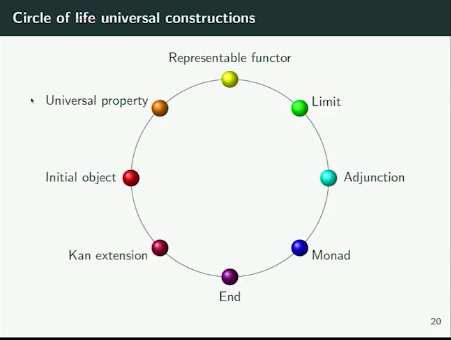 Circle of life universal constructions
Representable functor
Universal property
Limit
Initial object
Adjunction
Kan extension
Monad
End
20